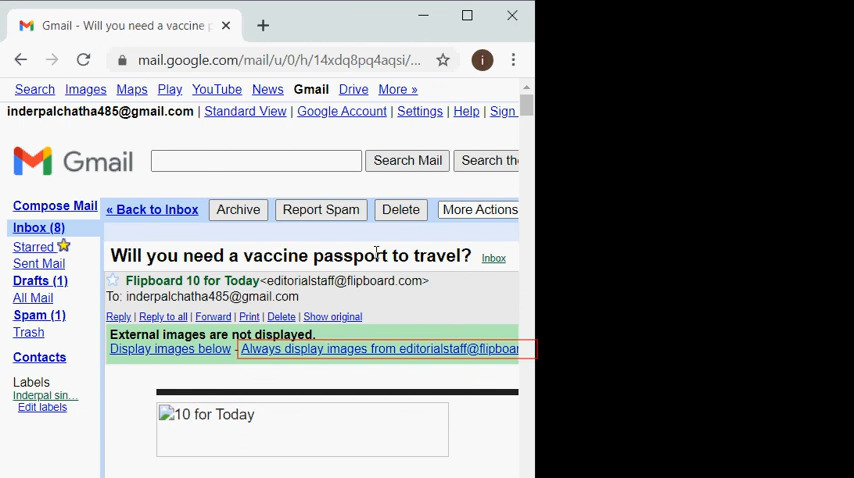 Gmail - Will you need a vaccine p
mail.google.com/mail/u/0/h/14xdq8pq4aqsi/...
i
Search Images Maps Play YouTube News Gmail Drive More »
inderpalchatha485@gmail.com | Standard View | Google Account | Settings | Help | Sign
Gmail
Search Mail
Search the
Compose Mail
Inbox (8)
Starred
Sent Mail
Drafts (1)
All Mail
Spam (1)
Trash
Contacts
Labels
Inderpal sin...
Edit labels
« Back to Inbox Archive Report Spam Delete More Actions
Will you need a vaccine passport to travel? Inbox
Flipboard 10 for Today<editorialstaff@flipboard.com>
To: inderpalchatha485@gmail.com
Reply | Reply to all | Forward | Print | Delete | Show original
External images are not displayed.
Display images below - Always display images from editorialstaff@flipboar
10 for Today